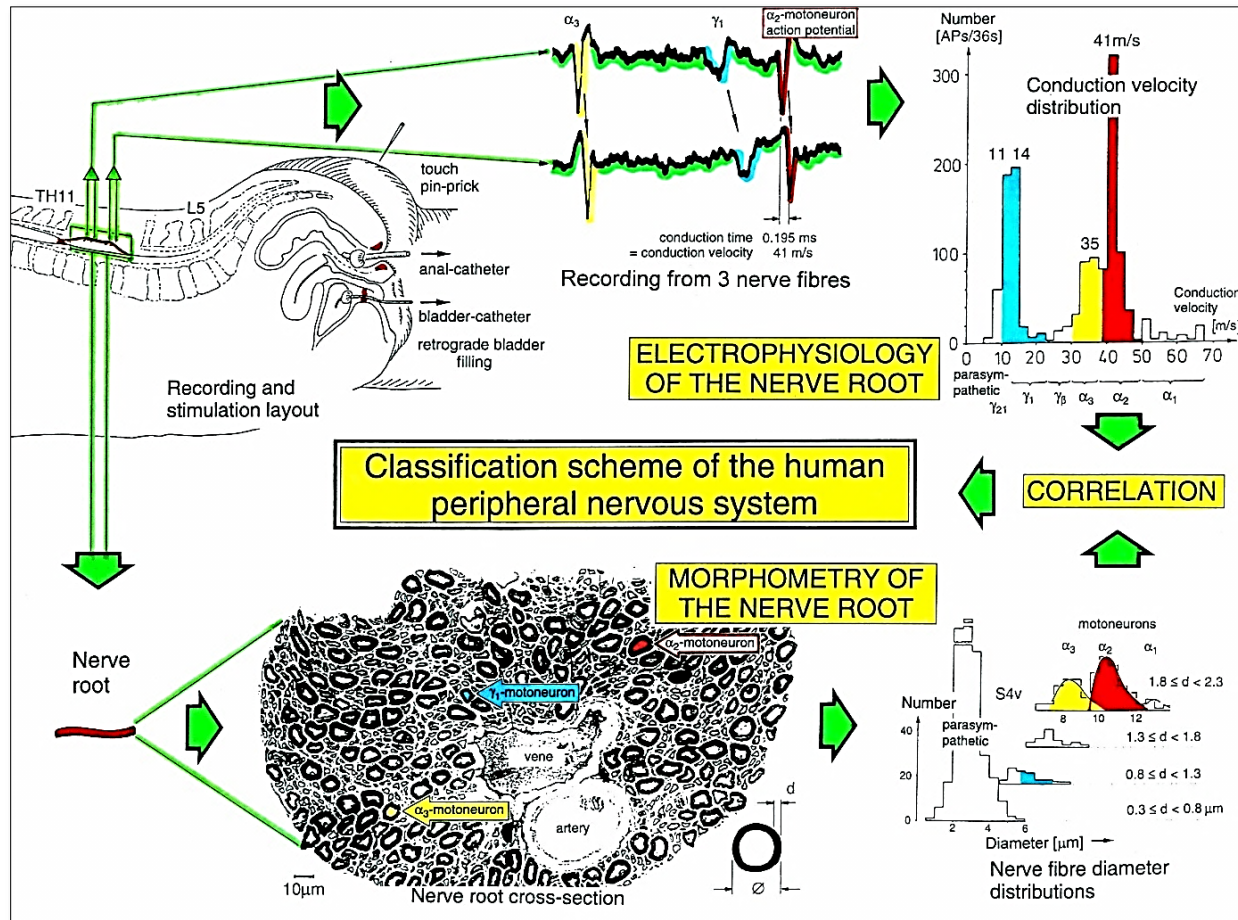 α3
γ1
α2-motoneuron
action potential
Number
[APs/36s]
41m/s
300
Conduction velocity
distribution
200
11 14
100
35
Conduction
velocity
[m/s]
0
0 10 20 30 40 50 60 70
parasym-
pathetic
γ21 γ1 γβ α3 α2 α1
TH11
L5
touch
pin-prick
anal-catheter
bladder-catheter
retrograde bladder
filling
Recording and
stimulation layout
conduction time 0.195 ms
= conduction velocity 41 m/s
Recording from 3 nerve fibres
ELECTROPHYSIOLOGY
OF THE NERVE ROOT
Classification scheme of the human
peripheral nervous system
CORRELATION
MORPHOMETRY OF
THE NERVE ROOT
Nerve
root
α2-motoneuron
γ1-motoneuron
vene
α3-motoneuron
artery
d
Ø
10μm
Nerve root cross-section
motoneurons
α3 α2 α1
S4v
1.8 ≤ d < 2.3
8 10 12
Number
parasym-
pathetic
40
1.3 ≤ d < 1.8
20
0.8 ≤ d < 1.3
0.3 ≤ d < 0.8 μm
0
2 4 6
Diameter [μm]
Nerve fibre diameter
distributions